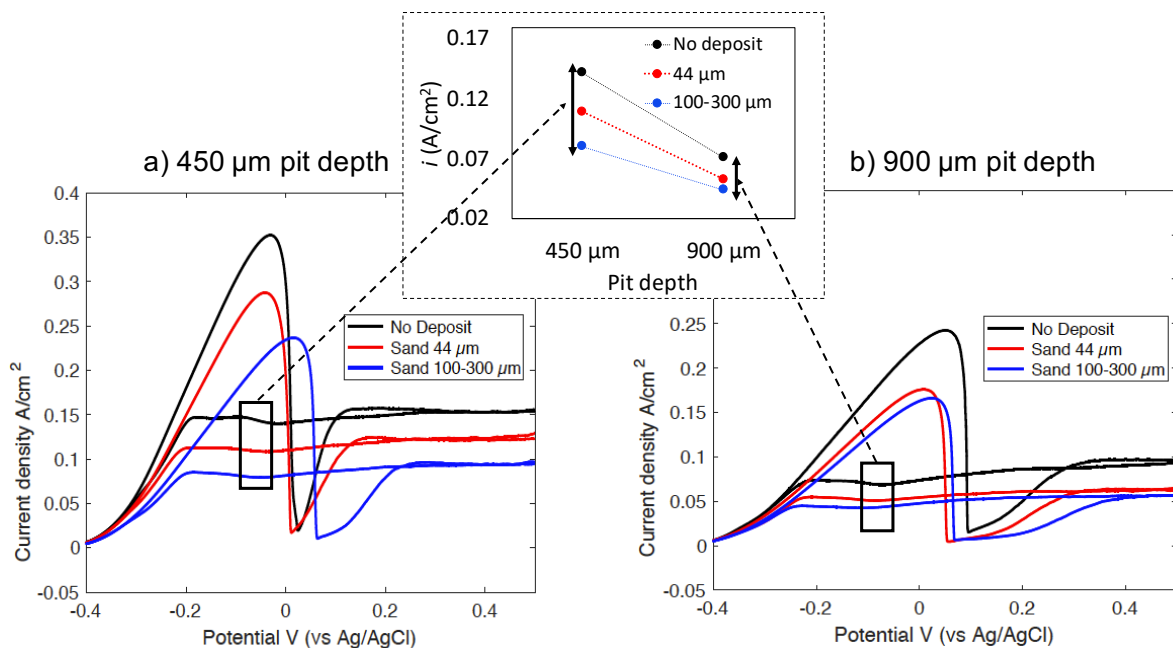 0.17
0.12
0.07
0.02
i (A/cm2)
No deposit
44 µm
100-300 µm
450 µm
900 µm
Pit depth
a) 450 µm pit depth
0.4
0.35
0.3
0.25
0.2
0.15
0.1
0.05
0
-0.05
Current density A/cm2
No Deposit
Sand 44 µm
Sand 100-300 µm
-0.4 -0.2 0 0.2 0.4
Potential V (vs Ag/AgCl)
b) 900 µm pit depth
0.25
0.2
0.15
0.1
0.05
0
-0.05
Current density A/cm2
No Deposit
Sand 44 µm
Sand 100-300 µm
-0.4 -0.2 0 0.2 0.4
Potential V (vs Ag/AgCl)